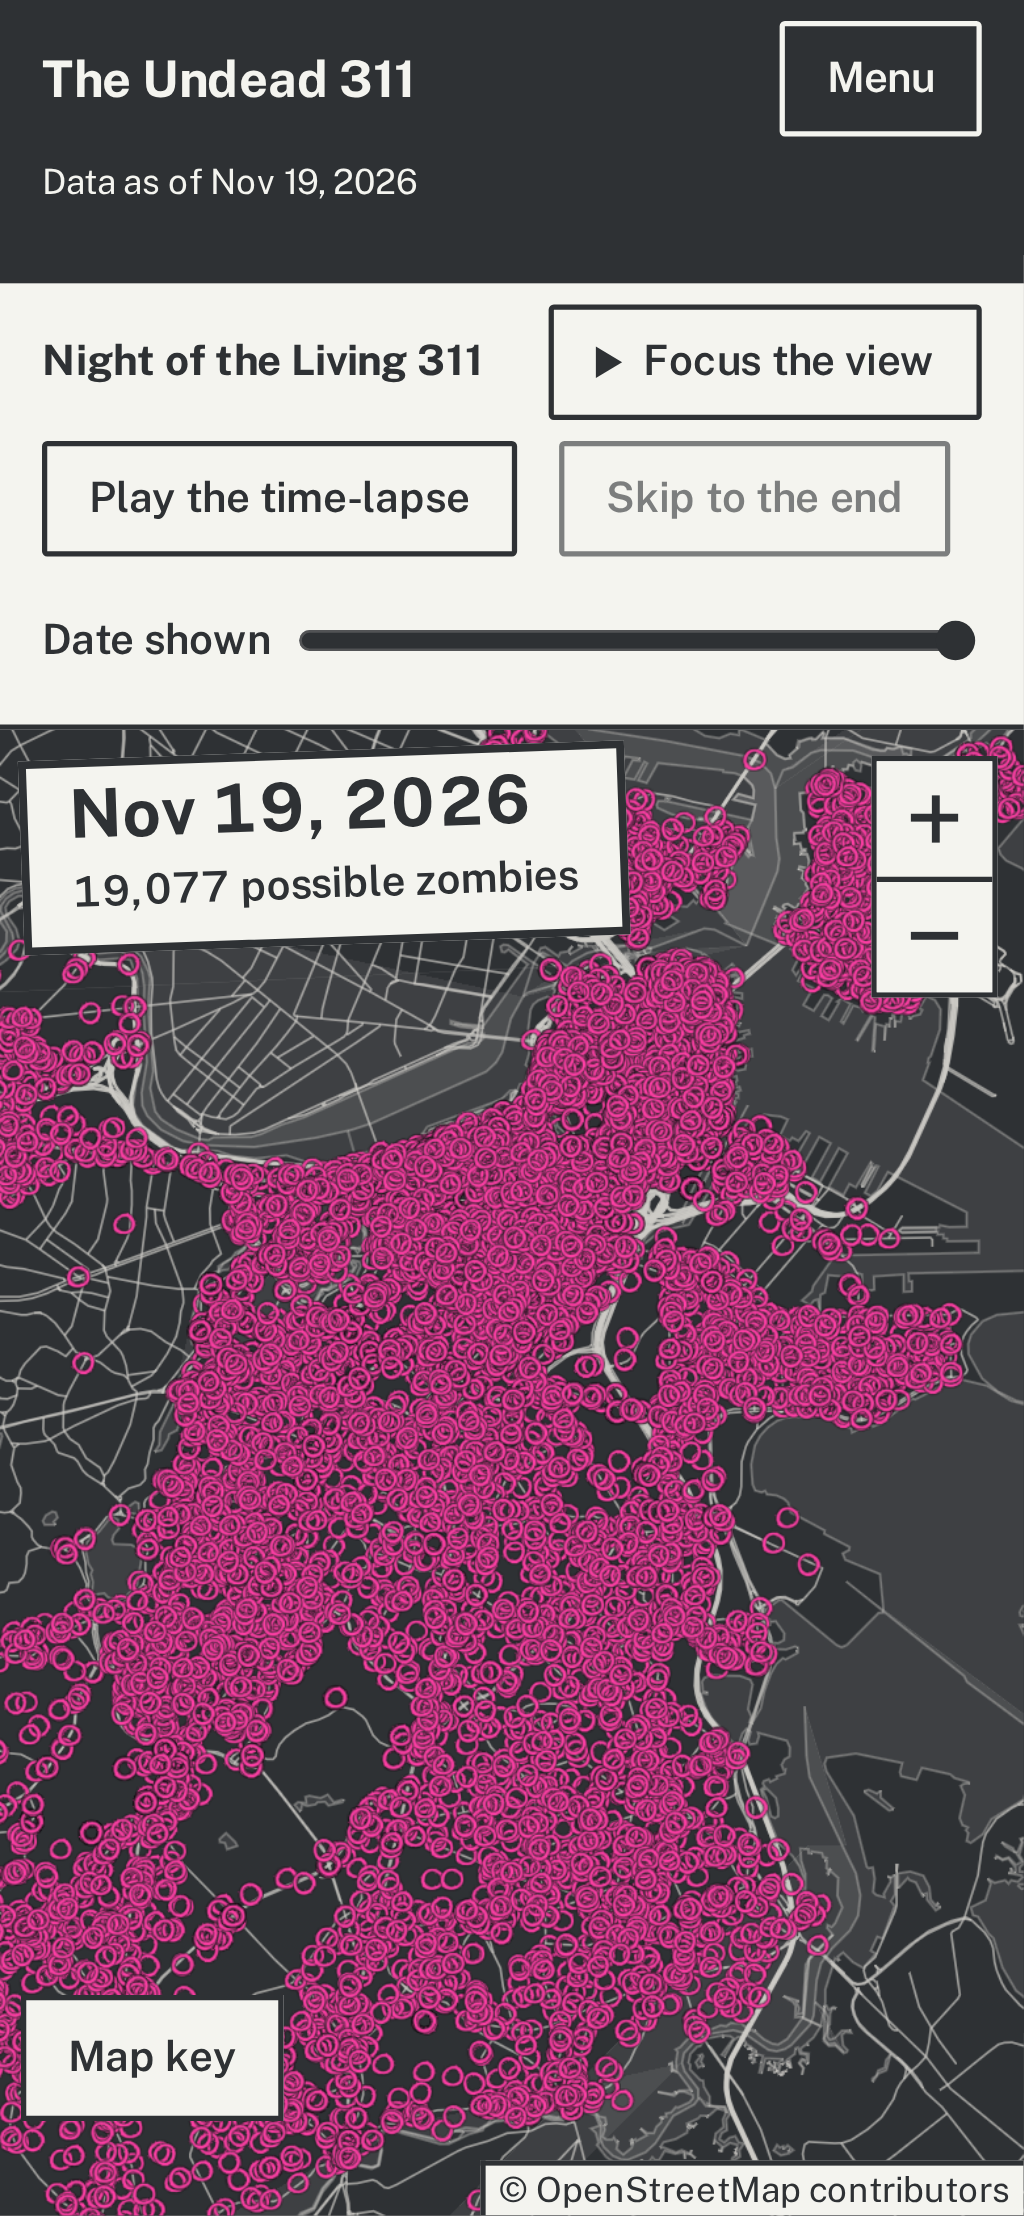 The Undead 311
Menu
Data as of Nov 19, 2026
Night of the Living 311
▶ Focus the view
Play the time-lapse
Skip to the end
Date shown
Nov 19, 2026
19,077 possible zombies
+
−
Map key
© OpenStreetMap contributors